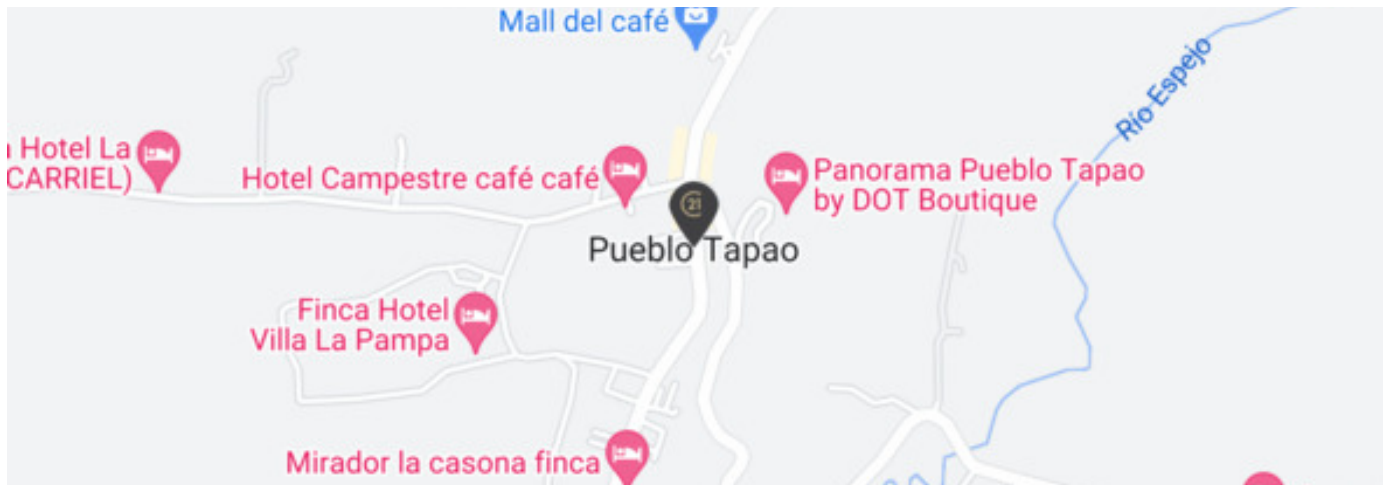 Mall del café
Río Espejo
Hotel La
CARRIEL)
Hotel Campestre café café
Panorama Pueblo Tapao
by DOT Boutique
21
Pueblo Tapao
Finca Hotel
Villa La Pampa
Mirador la casona finca